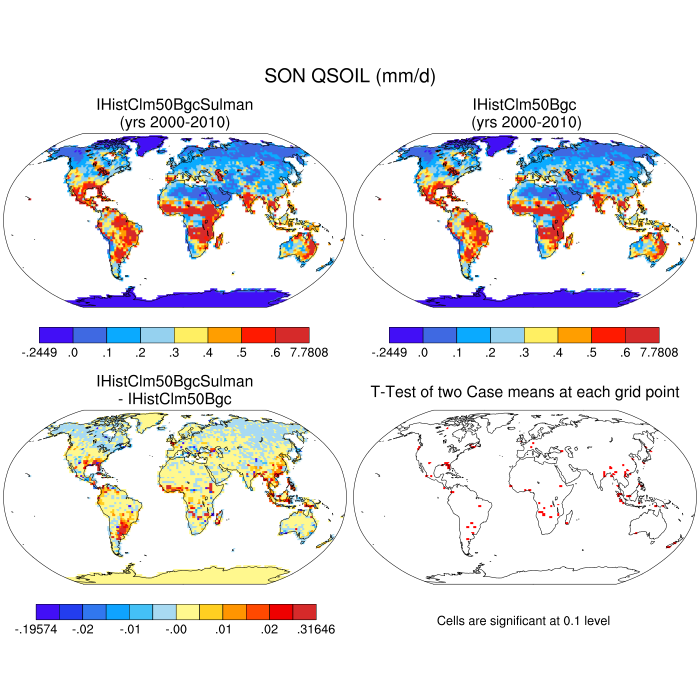 SON QSOIL (mm/d)
IHistClm50BgcSulman
(yrs 2000-2010)
IHistClm50Bgc
(yrs 2000-2010)
-.2449 .0 .1 .2 .3 .4 .5 .6 7.7808
-.2449 .0 .1 .2 .3 .4 .5 .6 7.7808
IHistClm50BgcSulman
- IHistClm50Bgc
T-Test of two Case means at each grid point
-.19574 -.02 -.01 -.00 .01 .02 .31646
Cells are significant at 0.1 level